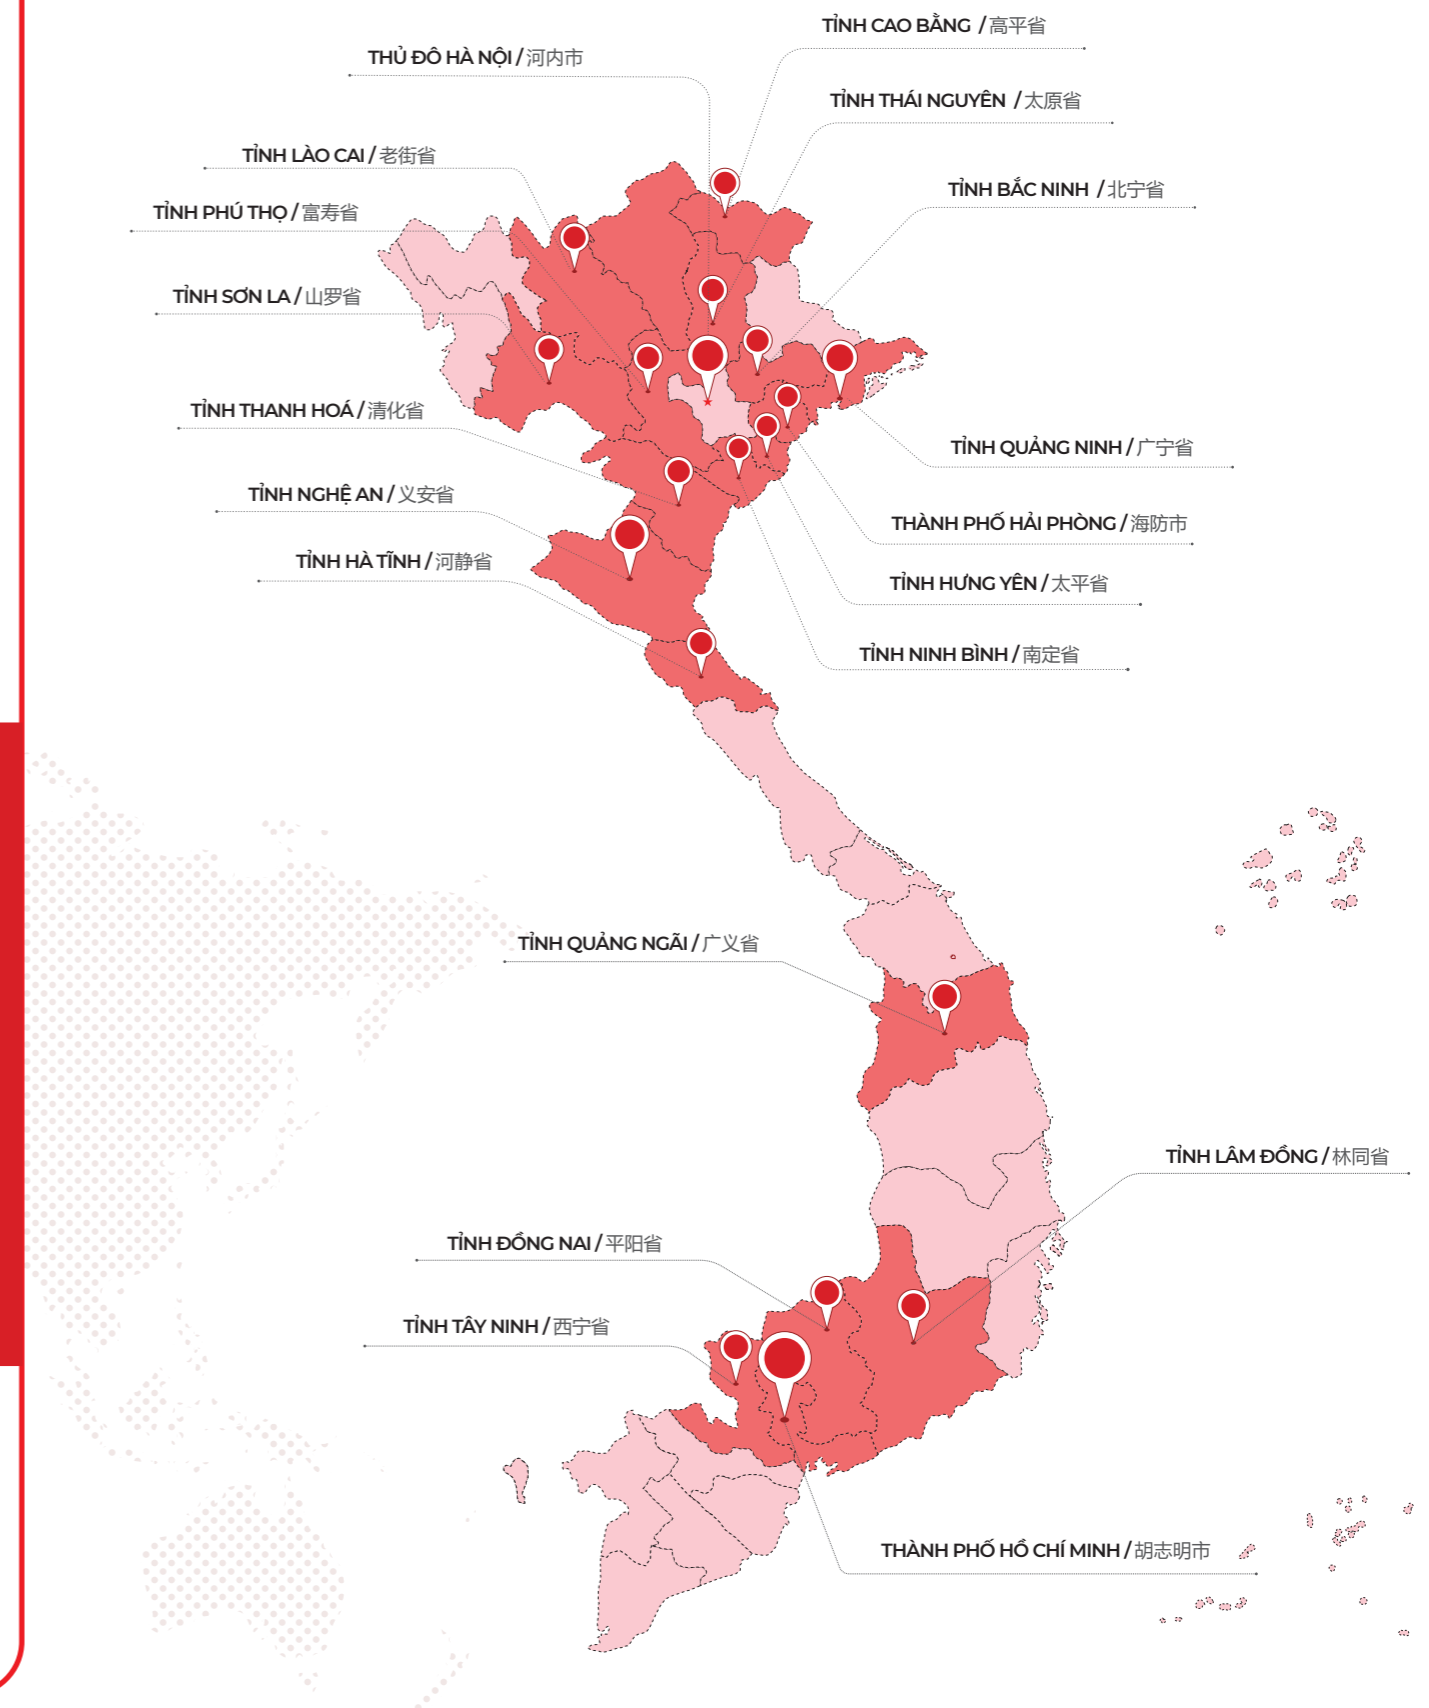 TỈNH CAO BẰNG / 高平省
THỦ ĐÔ HÀ NỘI / 河内市
TỈNH THÁI NGUYÊN / 太原省
TỈNH LÀO CAI / 老街省
TỈNH BẮC NINH / 北宁省
TỈNH PHÚ THỌ / 富寿省
TỈNH SƠN LA / 山罗省
TỈNH THANH HOÁ / 清化省
TỈNH QUẢNG NINH / 广宁省
TỈNH NGHỆ AN / 义安省
THÀNH PHỐ HẢI PHÒNG / 海防市
TỈNH HÀ TĨNH / 河静省
TỈNH HƯNG YÊN / 太平省
TỈNH NINH BÌNH / 南定省
TỈNH QUẢNG NGÃI / 广义省
TỈNH LÂM ĐỒNG / 林同省
TỈNH ĐỒNG NAI / 平阳省
TỈNH TÂY NINH / 西宁省
THÀNH PHỐ HỒ CHÍ MINH / 胡志明市